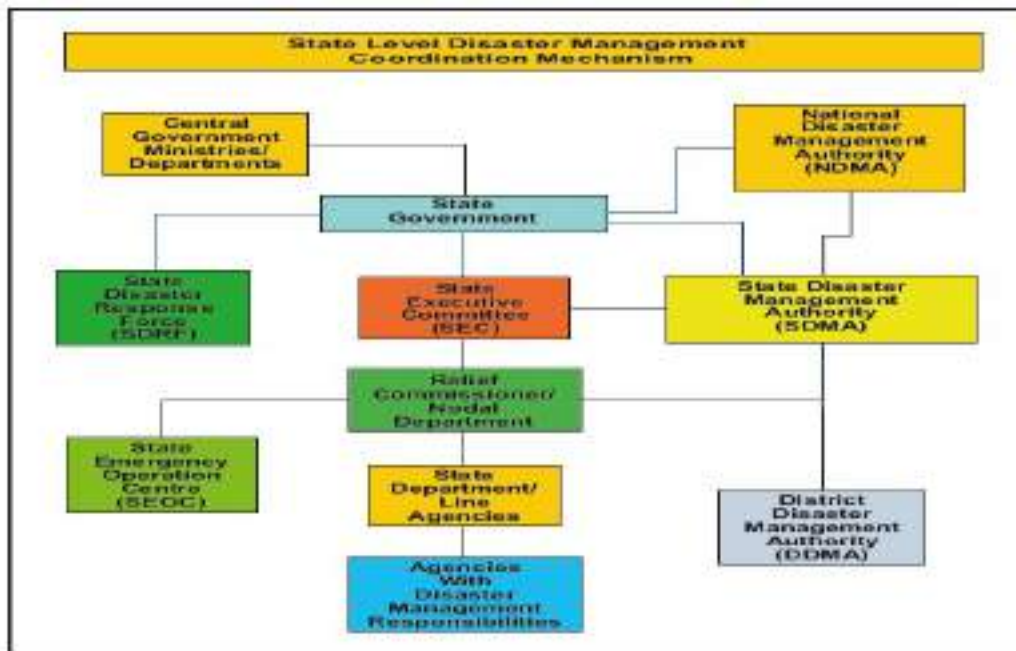 State Level Disaster Management
Coordination Mechanism
Central
Government
Ministries/
Departments
National
Disaster
Management
Authority
(NDMA)
State
Government
State
Disaster
Response
Force
(SDRF)
State
Executive
Committee
(SEC)
State Disaster
Management
Authority
(SDMA)
Relief
Commissioner/
Nodal
Department
State
Emergency
Operation
Centre
(SEOC)
State
Department/
Line
Agencies
District
Disaster
Management
Authority
(DDMA)
Agencies
With
Disaster
Management
Responsibilities